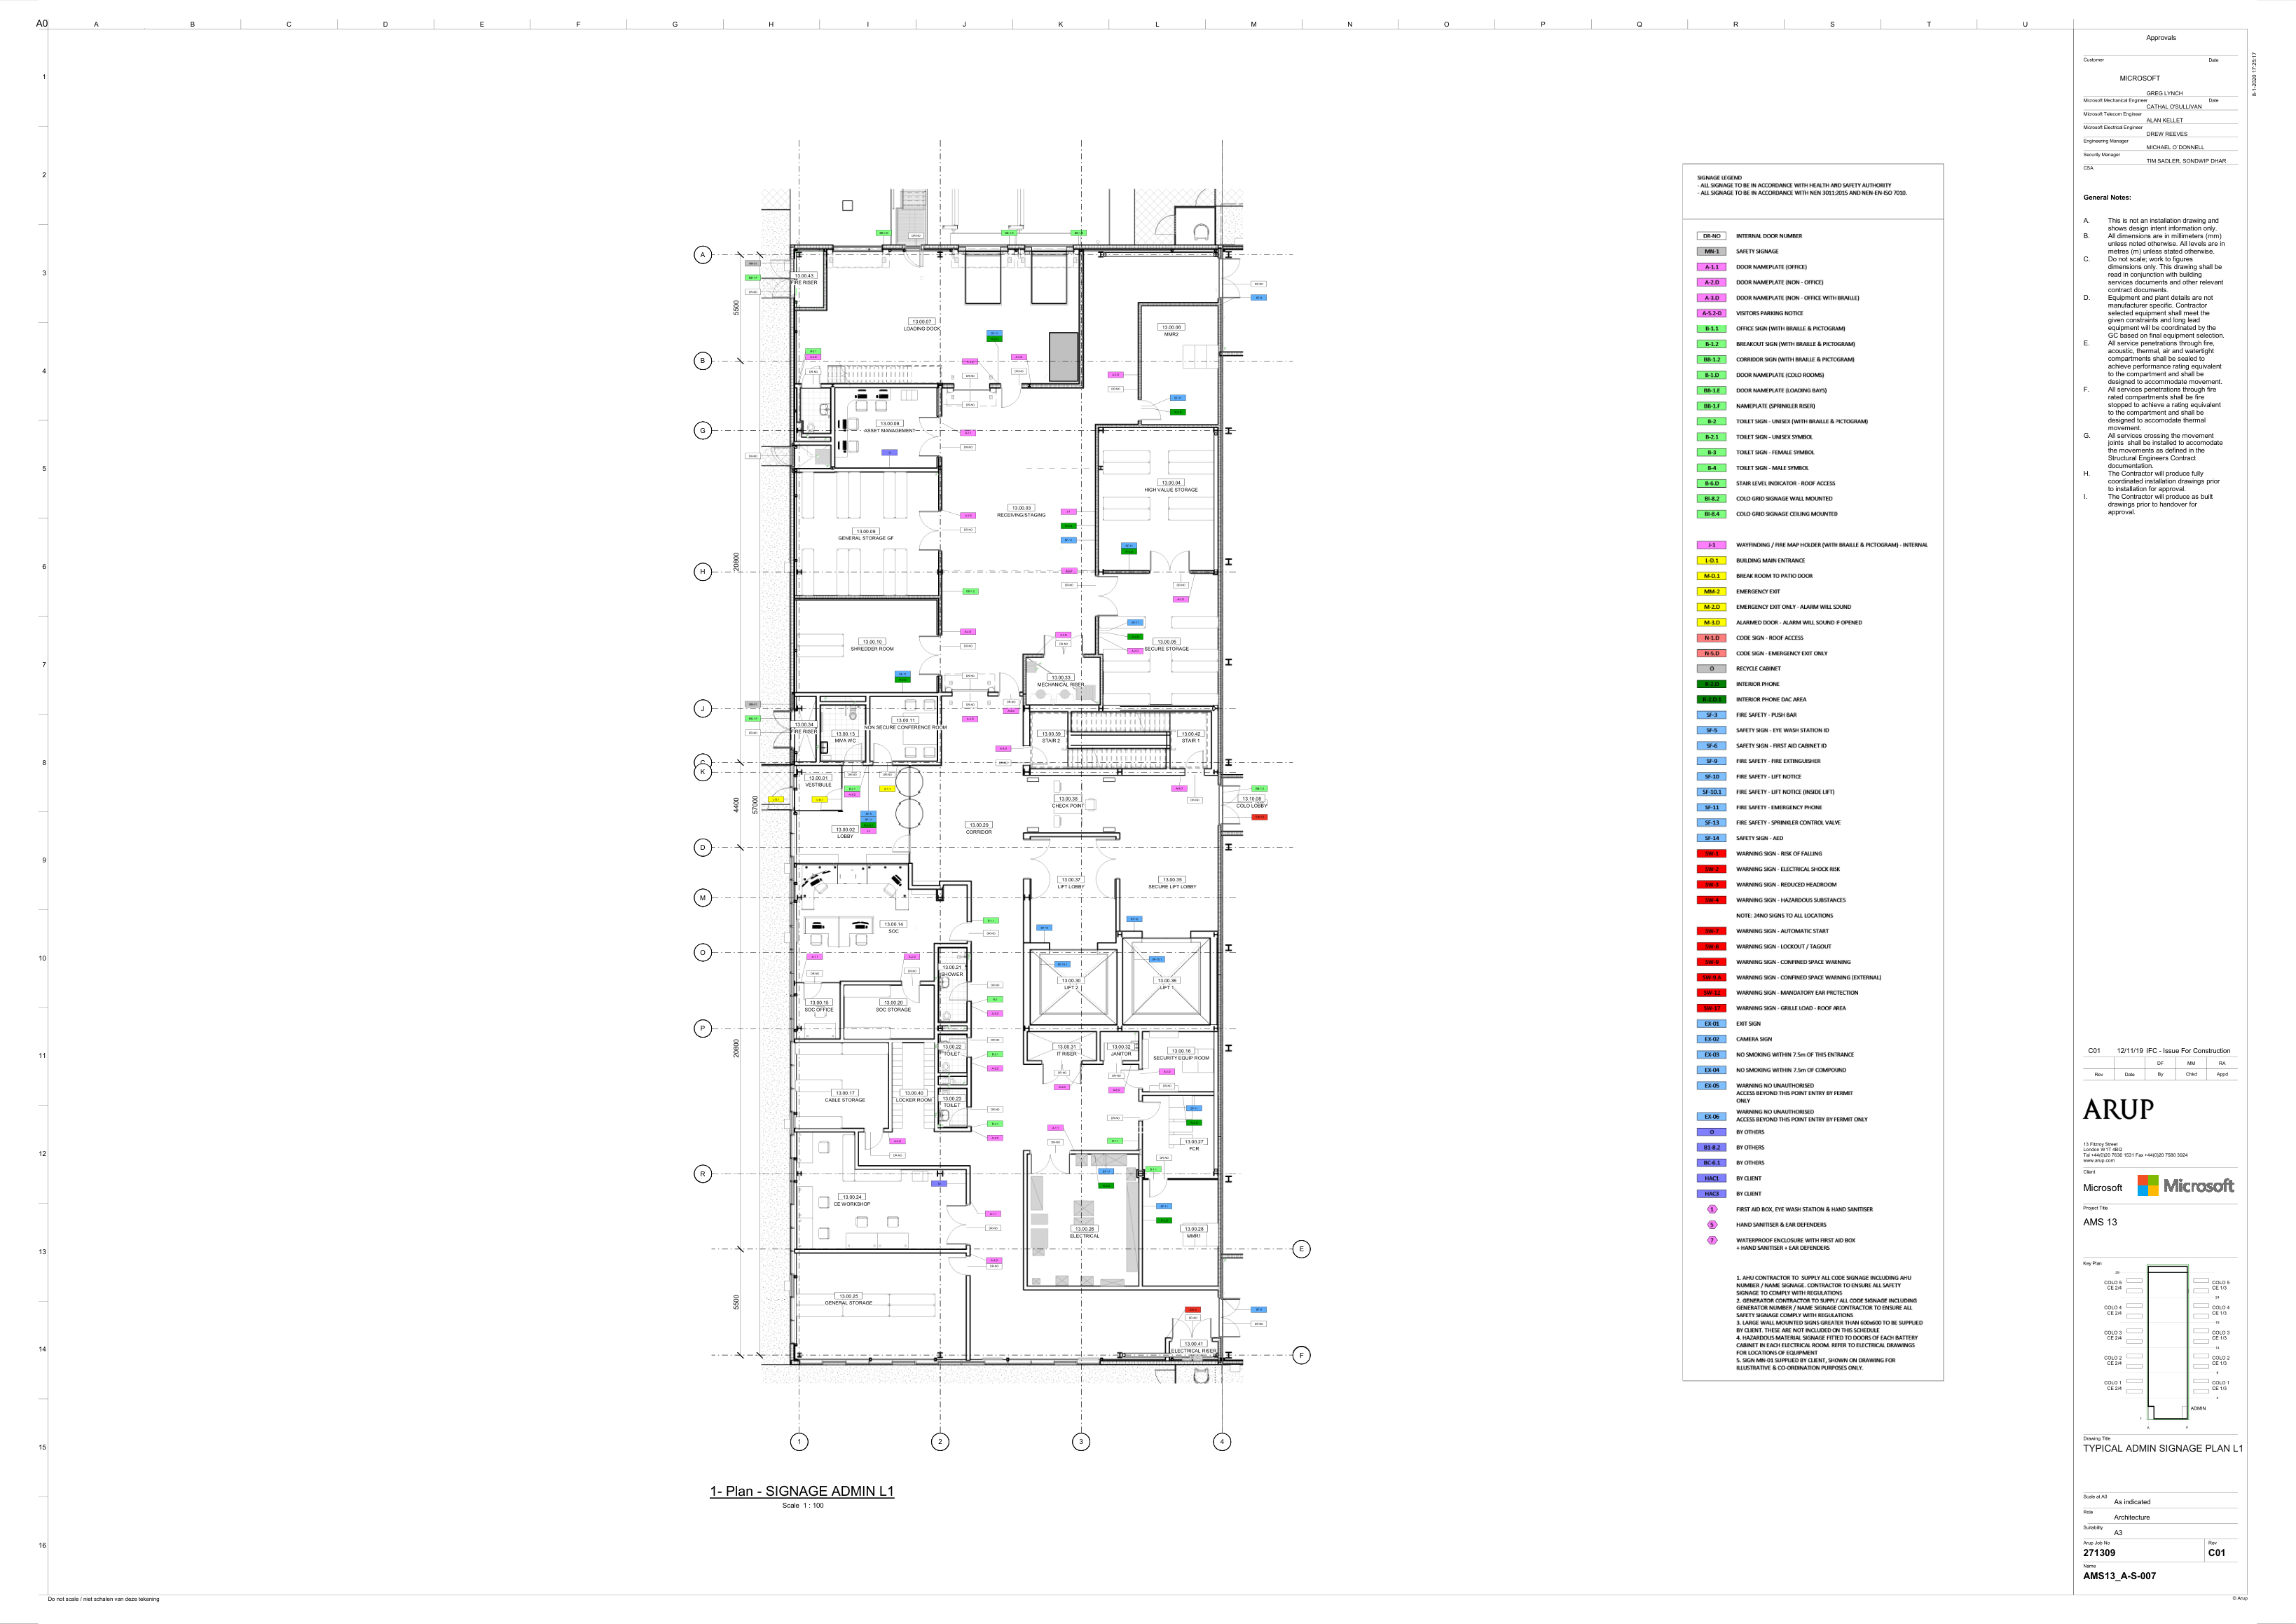 A0
A B C D E F G H I J K L M N O P Q R S T U
1
2
3
4
5
6
7
8
9
10
11
12
13
14
15
16
A
B
G
H
J
C
K
D
M
O
P
R
E
F
1
2
3
4
5500
20800
4400
57000
20800
5500
13.00.43
FIRE RISER
13.00.07
LOADING DOCK
13.00.06
MMR2
13.00.08
ASSET MANAGEMENT
13.00.04
HIGH VALUE STORAGE
13.00.03
RECEIVING/STAGING
13.00.09
GENERAL STORAGE GF
13.00.10
SHREDDER ROOM
13.00.05
SECURE STORAGE
13.00.33
MECHANICAL RISER
13.00.34
FIRE RISER
13.00.13
MIVA WC
13.00.11
NON SECURE CONFERENCE ROOM
13.00.39
STAIR 2
13.00.42
STAIR 1
13.00.01
VESTIBULE
13.00.38
CHECK POINT
13.10.08
COLO LOBBY
13.00.02
LOBBY
13.00.29
CORRIDOR
13.00.37
LIFT LOBBY
13.00.35
SECURE LIFT LOBBY
13.00.14
SOC
13.00.21
SHOWER
13.00.30
LIFT 2
13.00.36
LIFT 1
SOC OFFICE
13.00.20
SOC STORAGE
13.00.22
TOILET
13.00.31
IT RISER
13.00.32
JANITOR
SECURITY EQUIP ROOM
13.00.17
CABLE STORAGE
13.00.40
LOCKER ROOM
13.00.23
TOILET
13.00.27
FCR
13.00.24
CE WORKSHOP
13.00.26
ELECTRICAL
13.00.28
MMR1
13.00.25
GENERAL STORAGE
13.00.41
ELECTRICAL RISER
1- Plan - SIGNAGE ADMIN L1
Scale 1 : 100
SIGNAGE LEGEND
- ALL SIGNAGE TO BE IN ACCORDANCE WITH HEALTH AND SAFETY AUTHORITY
- ALL SIGNAGE TO BE IN ACCORDANCE WITH NEN 3011:2015 AND NEN-EN-ISO 7010.
DR-NO INTERNAL DOOR NUMBER
MN-1 SAFETY SIGNAGE
A-1.1 DOOR NAMEPLATE (OFFICE)
A-2.D DOOR NAMEPLATE (NON - OFFICE)
A-3.D DOOR NAMEPLATE (NON - OFFICE WITH BRAILLE)
A-5.2-D VISITORS PARKING NOTICE
B-1.1 OFFICE SIGN (WITH BRAILLE & PICTOGRAM)
B-1.2 BREAKOUT SIGN (WITH BRAILLE & PICTOGRAM)
BB-1.2 CORRIDOR SIGN (WITH BRAILLE & PICTOGRAM)
B-1.D DOOR NAMEPLATE (COLO ROOMS)
BB-1.E DOOR NAMEPLATE (LOADING BAYS)
BB-1.F NAMEPLATE (SPRINKLER RISER)
B-2 TOILET SIGN - UNISEX (WITH BRAILLE & PICTOGRAM)
B-2.1 TOILET SIGN - UNISEX SYMBOL
B-3 TOILET SIGN - FEMALE SYMBOL
B-4 TOILET SIGN - MALE SYMBOL
B-6.D STAIR LEVEL INDICATOR - ROOF ACCESS
BI-8.2 COLO GRID SIGNAGE WALL MOUNTED
BI-8.4 COLO GRID SIGNAGE CEILING MOUNTED
J-1 WAYFINDING / FIRE MAP HOLDER (WITH BRAILLE & PICTOGRAM) - INTERNAL
L-D.1 BUILDING MAIN ENTRANCE
M-D.1 BREAK ROOM TO PATIO DOOR
MM-2 EMERGENCY EXIT
M-2.D EMERGENCY EXIT ONLY - ALARM WILL SOUND
M-3.D ALARMED DOOR - ALARM WILL SOUND IF OPENED
N-1.D CODE SIGN - ROOF ACCESS
N-5.D CODE SIGN - EMERGENCY EXIT ONLY
O RECYCLE CABINET
INTERIOR PHONE
INTERIOR PHONE DAC AREA
SF-3 FIRE SAFETY - PUSH BAR
SF-5 SAFETY SIGN - EYE WASH STATION ID
SF-6 SAFETY SIGN - FIRST AID CABINET ID
SF-9 FIRE SAFETY - FIRE EXTINGUISHER
SF-10 FIRE SAFETY - LIFT NOTICE
SF-10.1 FIRE SAFETY - LIFT NOTICE (INSIDE LIFT)
SF-11 FIRE SAFETY - EMERGENCY PHONE
SF-13 FIRE SAFETY - SPRINKLER CONTROL VALVE
SF-14 SAFETY SIGN - AED
SW-1 WARNING SIGN - RISK OF FALLING
SW-2 WARNING SIGN - ELECTRICAL SHOCK RISK
SW-3 WARNING SIGN - REDUCED HEADROOM
SW-4 WARNING SIGN - HAZARDOUS SUBSTANCES
NOTE: 24NO SIGNS TO ALL LOCATIONS
SW-7 WARNING SIGN - AUTOMATIC START
SW-8 WARNING SIGN - LOCKOUT / TAGOUT
SW-9 WARNING SIGN - CONFINED SPACE WARNING
SW-9.A WARNING SIGN - CONFINED SPACE WARNING (EXTERNAL)
SW-12 WARNING SIGN - MANDATORY EAR PROTECTION
SW-17 WARNING SIGN - GRILLE LOAD - ROOF AREA
EX-01 EXIT SIGN
EX-02 CAMERA SIGN
EX-03 NO SMOKING WITHIN 7.5m OF THIS ENTRANCE
EX-04 NO SMOKING WITHIN 7.5m OF COMPOUND
EX-05 WARNING NO UNAUTHORISED
ACCESS BEYOND THIS POINT ENTRY BY PERMIT
ONLY
EX-06 WARNING NO UNAUTHORISED
ACCESS BEYOND THIS POINT ENTRY BY PERMIT ONLY
O BY OTHERS
B1-8.2 BY OTHERS
BC-6.1 BY OTHERS
HAC1 BY CLIENT
HAC3 BY CLIENT
1 FIRST AID BOX, EYE WASH STATION & HAND SANITISER
5 HAND SANITISER & EAR DEFENDERS
7 WATERPROOF ENCLOSURE WITH FIRST AID BOX
+ HAND SANITISER + EAR DEFENDERS
1. AHU CONTRACTOR TO SUPPLY ALL CODE SIGNAGE INCLUDING AHU
NUMBER / NAME SIGNAGE. CONTRACTOR TO ENSURE ALL SAFETY
SIGNAGE TO COMPLY WITH REGULATIONS
2. GENERATOR CONTRACTOR TO SUPPLY ALL CODE SIGNAGE INCLUDING
GENERATOR NUMBER / NAME SIGNAGE CONTRACTOR TO ENSURE ALL
SAFETY SIGNAGE COMPLY WITH REGULATIONS
3. LARGE WALL MOUNTED SIGNS GREATER THAN 600x600 TO BE SUPPLIED
BY CLIENT. THESE ARE NOT INCLUDED ON THIS SCHEDULE
4. HAZARDOUS MATERIAL SIGNAGE FITTED TO DOORS OF EACH BATTERY
CABINET IN EACH ELECTRICAL ROOM. REFER TO ELECTRICAL DRAWINGS
FOR LOCATIONS OF EQUIPMENT
5. SIGN MN-01 SUPPLIED BY CLIENT, SHOWN ON DRAWING FOR
ILLUSTRATIVE & CO-ORDINATION PURPOSES ONLY.
8-1-2020 17:25:17
Approvals
Customer Date
MICROSOFT
GREG LYNCH
Microsoft Mechanical Engineer Date
CATHAL O'SULLIVAN
Microsoft Telecom Engineer
ALAN KELLET
Microsoft Electrical Engineer
DREW REEVES
Engineering Manager
MICHAEL O`DONNELL
Security Manager
TIM SADLER, SONDWIP DHAR
CSA
General Notes:
A. This is not an installation drawing and
shows design intent information only.
B. All dimensions are in millimeters (mm)
unless noted otherwise. All levels are in
metres (m) unless stated otherwise.
C. Do not scale; work to figures
dimensions only. This drawing shall be
read in conjunction with building
services documents and other relevant
contract documents.
D. Equipment and plant details are not
manufacturer specific. Contractor
selected equipment shall meet the
given constraints and long lead
equipment will be coordinated by the
GC based on final equipment selection.
E. All service penetrations through fire,
acoustic, thermal, air and watertight
compartments shall be sealed to
achieve performance rating equivalent
to the compartment and shall be
designed to accommodate movement.
F. All services penetrations through fire
rated compartments shall be fire
stopped to achieve a rating equivalent
to the compartment and shall be
designed to accomodate thermal
movement.
G. All services crossing the movement
joints shall be installed to accomodate
the movements as defined in the
Structural Engineers Contract
documentation.
H. The Contractor will produce fully
coordinated installation drawings prior
to installation for approval.
I. The Contractor will produce as built
drawings prior to handover for
approval.
C01 12/11/19 IFC - Issue For Construction
DF MH RA
Rev Date By Chkd Appd
ARUP
13 Fitzroy Street
London W1T 4BQ
Tel +44(0)20 7636 1531 Fax +44(0)20 7580 3924
www.arup.com
Client
Microsoft Microsoft
Project Title
AMS 13
Key Plan
COLO 5
CE 2/4
COLO 5
CE 1/3
COLO 4
CE 2/4
COLO 4
CE 1/3
COLO 3
CE 2/4
COLO 3
CE 1/3
COLO 2
CE 2/4
COLO 2
CE 1/3
COLO 1
CE 2/4
COLO 1
CE 1/3
ADMIN
Drawing Title
TYPICAL ADMIN SIGNAGE PLAN L1
Scale at A0
As indicated
Role
Architecture
Suitability
A3
Arup Job No Rev
271309 C01
Name
AMS13_A-S-007
Do not scale / niet schalen van deze tekening
© Arup